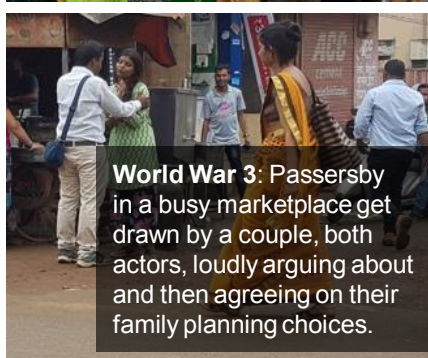 ACC
cement
World War 3: Passersby
in a busy marketplace get
drawn by a couple, both
actors, loudly arguing about
and then agreeing on their
family planning choices.